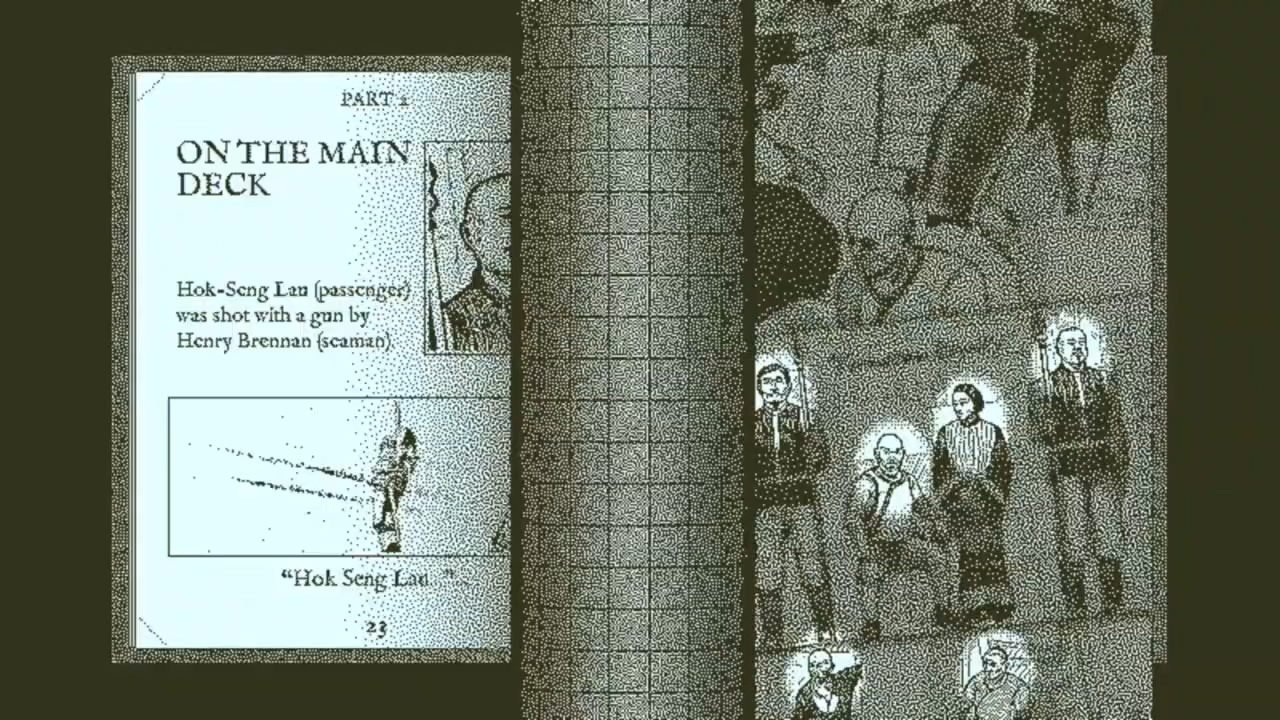 PART 2
ON THE MAIN
DECK
Hok-Seng Lau (passenger)
was shot with a gun by
Henry Brennan (seaman).
“Hok Seng Lau...”
23